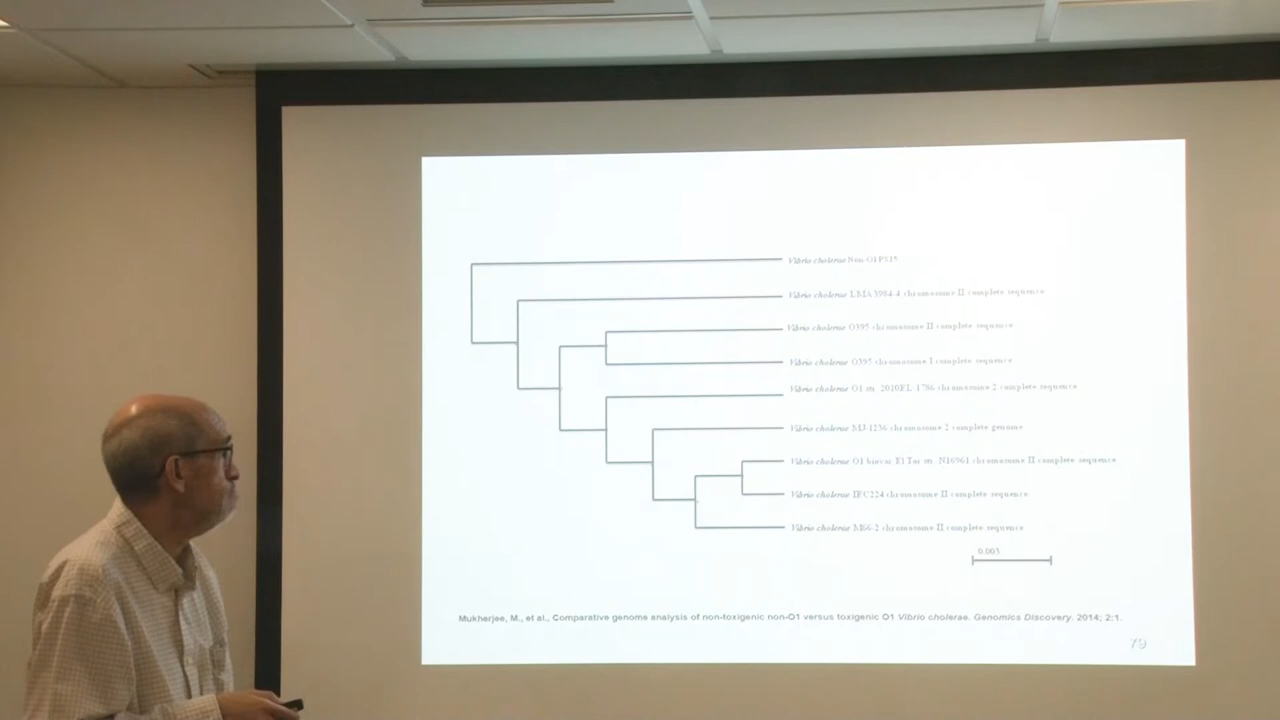 Vibrio cholerae Non-O1 PS15
Vibrio cholerae LMA 3984-4 chromosome II complete sequence
Vibrio cholerae O395 chromosome II complete sequence
Vibrio cholerae O395 chromosome I complete sequence
Vibrio cholerae O1 str. 2010EL-1786 chromosome 2 complete sequence
Vibrio cholerae MJ-1236 chromosome 2 complete genome
Vibrio cholerae O1 biovar El Tor str. N16961 chromosome II complete sequence
Vibrio cholerae IEC224 chromosome II complete sequence
Vibrio cholerae M66-2 chromosome II complete sequence
0.005
Mukherjee, M., et al., Comparative genome analysis of non-toxigenic non-O1 versus toxigenic O1 Vibrio cholerae. Genomics Discovery. 2014; 2:1.
79